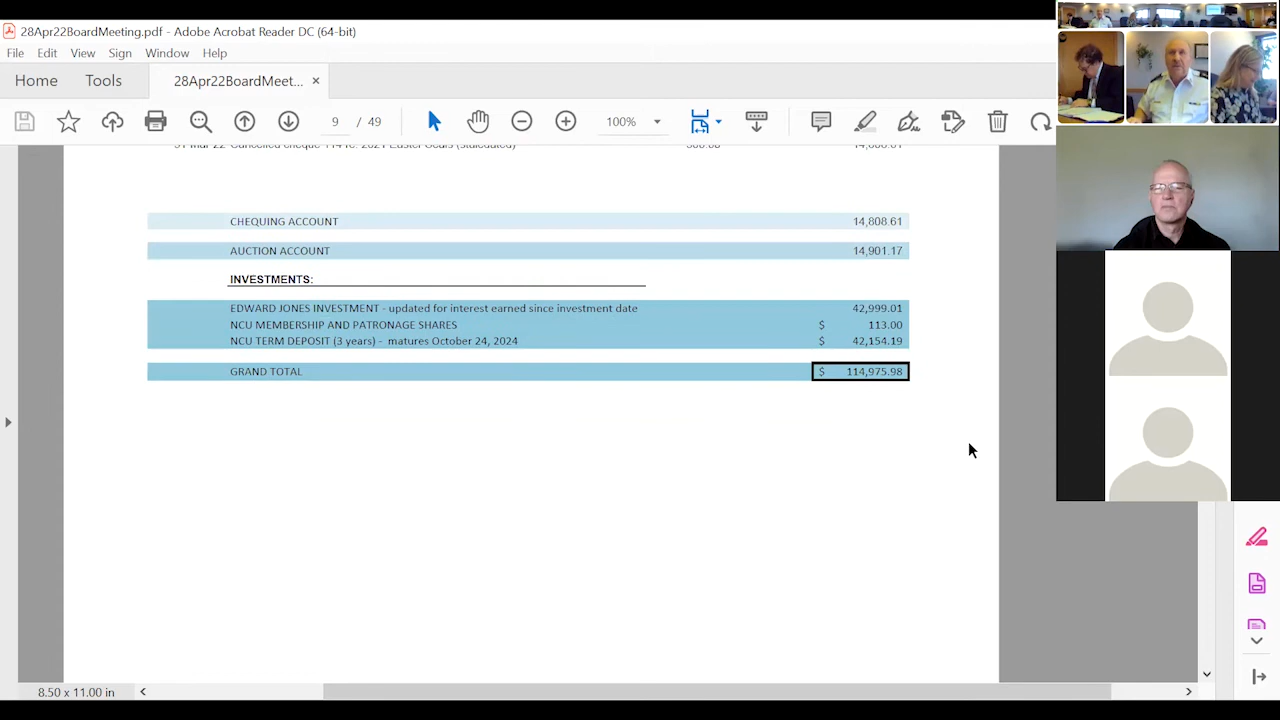 28Apr22BoardMeeting.pdf - Adobe Acrobat Reader DC (64-bit)
File Edit View Sign Window Help
Home Tools 28Apr22BoardMeet... ×
9 / 49 100%
CHEQUING ACCOUNT 14,808.61
AUCTION ACCOUNT 14,901.17
INVESTMENTS:
EDWARD JONES INVESTMENT - updated for interest earned since investment date 42,999.01
NCU MEMBERSHIP AND PATRONAGE SHARES $ 113.00
NCU TERM DEPOSIT (3 years) - matures October 24, 2024 $ 42,154.19
GRAND TOTAL $ 114,975.98
8.50 x 11.00 in